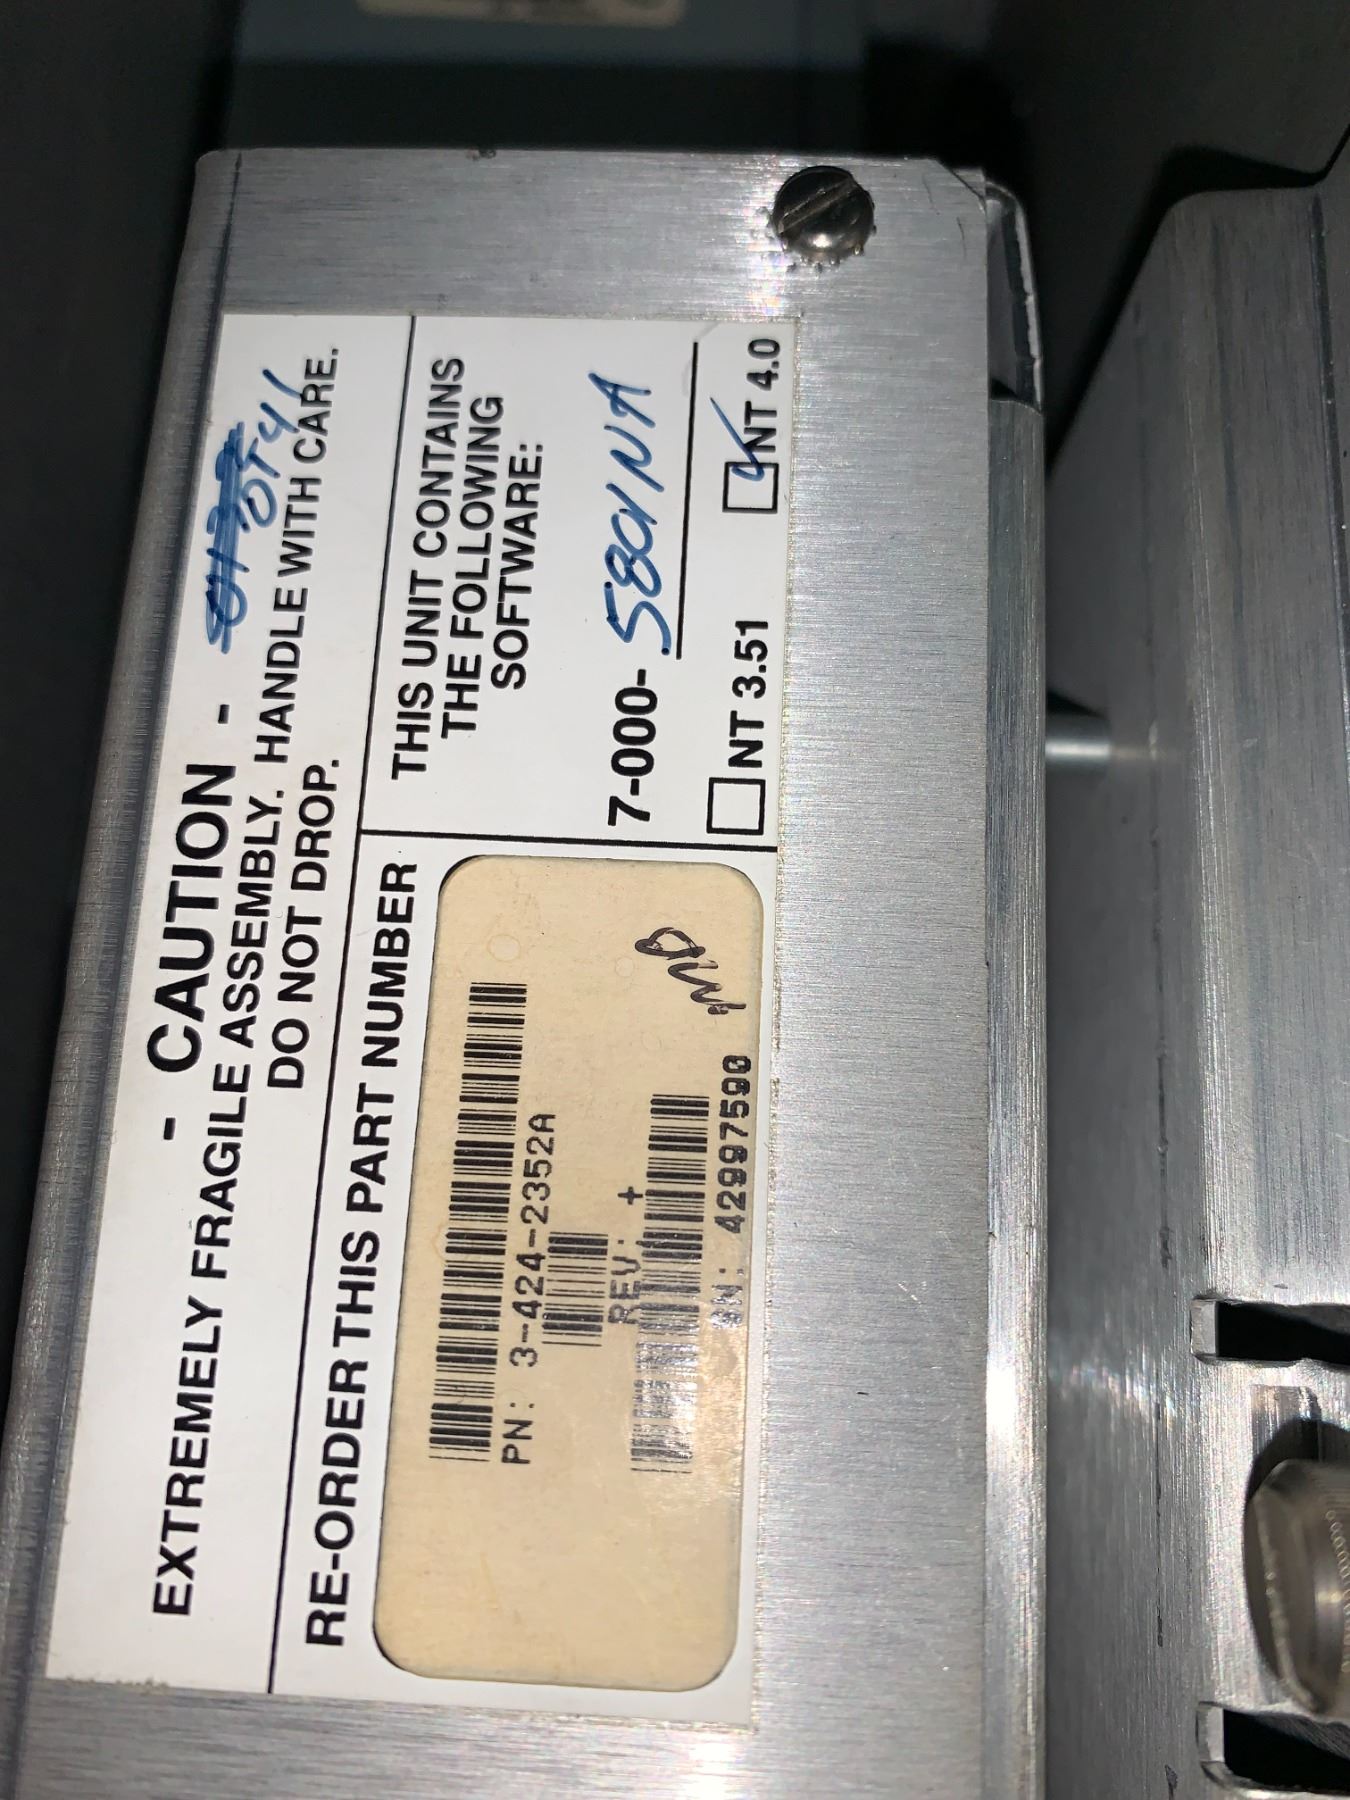 - CAUTION -
EXTREMELY FRAGILE ASSEMBLY. HANDLE WITH CARE.
DO NOT DROP.
RE-ORDER THIS PART NUMBER
PN: 3-424-2352A
REV: +
SN: 42997590
THIS UNIT CONTAINS
THE FOLLOWING
SOFTWARE:
7-000-5801NA
NT 3.51
NT 4.0